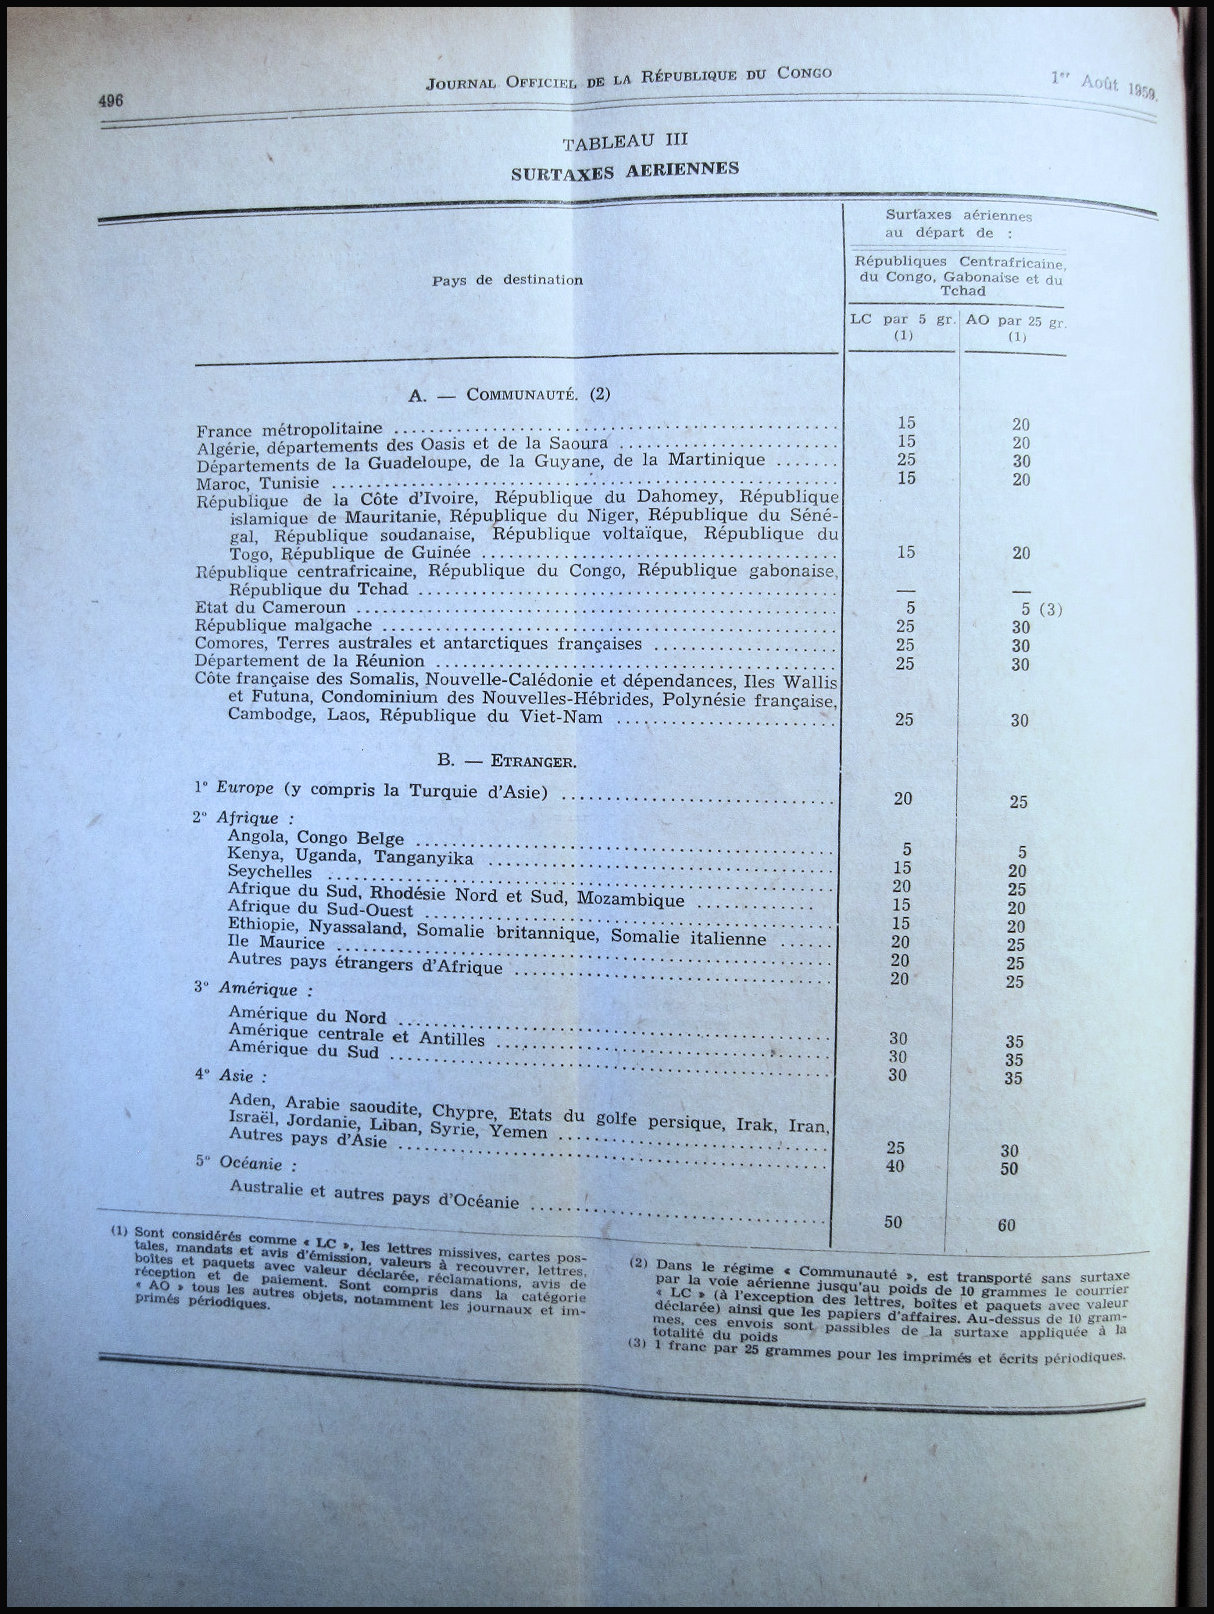 496
JOURNAL OFFICIEL DE LA RÉPUBLIQUE DU CONGO
1er Août 1959.
TABLEAU III
SURTAXES AERIENNES
Pays de destination
Surtaxes aériennes
au départ de :
Républiques Centrafricaine,
du Congo, Gabonaise et du
Tchad
LC par 5 gr. (1)
AO par 25 gr. (1)
A. — COMMUNAUTÉ. (2)
France métropolitaine .......... 15 20
Algérie, départements des Oasis et de la Saoura .......... 15 20
Départements de la Guadeloupe, de la Guyane, de la Martinique ....... 25 30
Maroc, Tunisie .......... 15 20
République de la Côte d'Ivoire, République du Dahomey, République
islamique de Mauritanie, République du Niger, République du Séné-
gal, République soudanaise, République voltaïque, République du
Togo, République de Guinée .......... 15 20
République centrafricaine, République du Congo, République gabonaise,
République du Tchad .......... — —
Etat du Cameroun .......... 5 5 (3)
République malgache .......... 25 30
Comores, Terres australes et antarctiques françaises .......... 25 30
Département de la Réunion .......... 25 30
Côte française des Somalis, Nouvelle-Calédonie et dépendances, Iles Wallis
et Futuna, Condominium des Nouvelles-Hébrides, Polynésie française,
Cambodge, Laos, République du Viet-Nam .......... 25 30
B. — ETRANGER.
1° Europe (y compris la Turquie d'Asie) .......... 20 25
2° Afrique :
Angola, Congo Belge .......... 5 5
Kenya, Uganda, Tanganyika .......... 15 20
Seychelles .......... 20 25
Afrique du Sud, Rhodésie Nord et Sud, Mozambique .......... 15 20
Afrique du Sud-Ouest .......... 15 20
Ethiopie, Nyassaland, Somalie britannique, Somalie italienne ...... 20 25
Ile Maurice .......... 20 25
Autres pays étrangers d'Afrique .......... 20 25
3° Amérique :
Amérique du Nord .......... 30 35
Amérique centrale et Antilles .......... 30 35
Amérique du Sud .......... 30 35
4° Asie :
Aden, Arabie saoudite, Chypre, Etats du golfe persique, Irak, Iran,
Israël, Jordanie, Liban, Syrie, Yemen .......... 25 30
Autres pays d'Asie .......... 40 50
5° Océanie :
Australie et autres pays d'Océanie .......... 50 60
(1) Sont considérés comme « LC », les lettres missives, cartes pos-
tales, mandats et avis d'émission, valeurs à recouvrer, lettres,
boîtes et paquets avec valeur déclarée, réclamations, avis de
réception et de paiement. Sont compris dans la catégorie
« AO » tous les autres objets, notamment les journaux et im-
primés périodiques.
(2) Dans le régime « Communauté », est transporté sans surtaxe
par la voie aérienne jusqu'au poids de 10 grammes le courrier
« LC » (à l'exception des lettres, boîtes et paquets avec valeur
déclarée) ainsi que les papiers d'affaires. Au-dessus de 10 gram-
mes, ces envois sont passibles de la surtaxe appliquée à la
totalité du poids
(3) 1 franc par 25 grammes pour les imprimés et écrits périodiques.